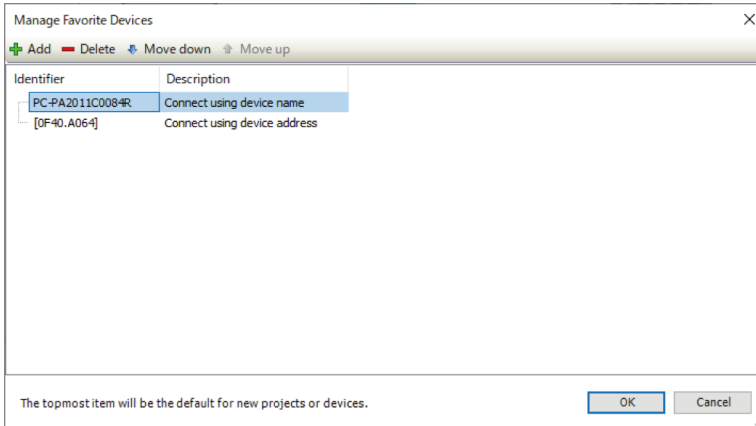 Manage Favorite Devices
Add Delete Move down Move up
Identifier Description
PC-PA2011C0084R Connect using device name
[0F40.A064] Connect using device address
The topmost item will be the default for new projects or devices.
OK Cancel